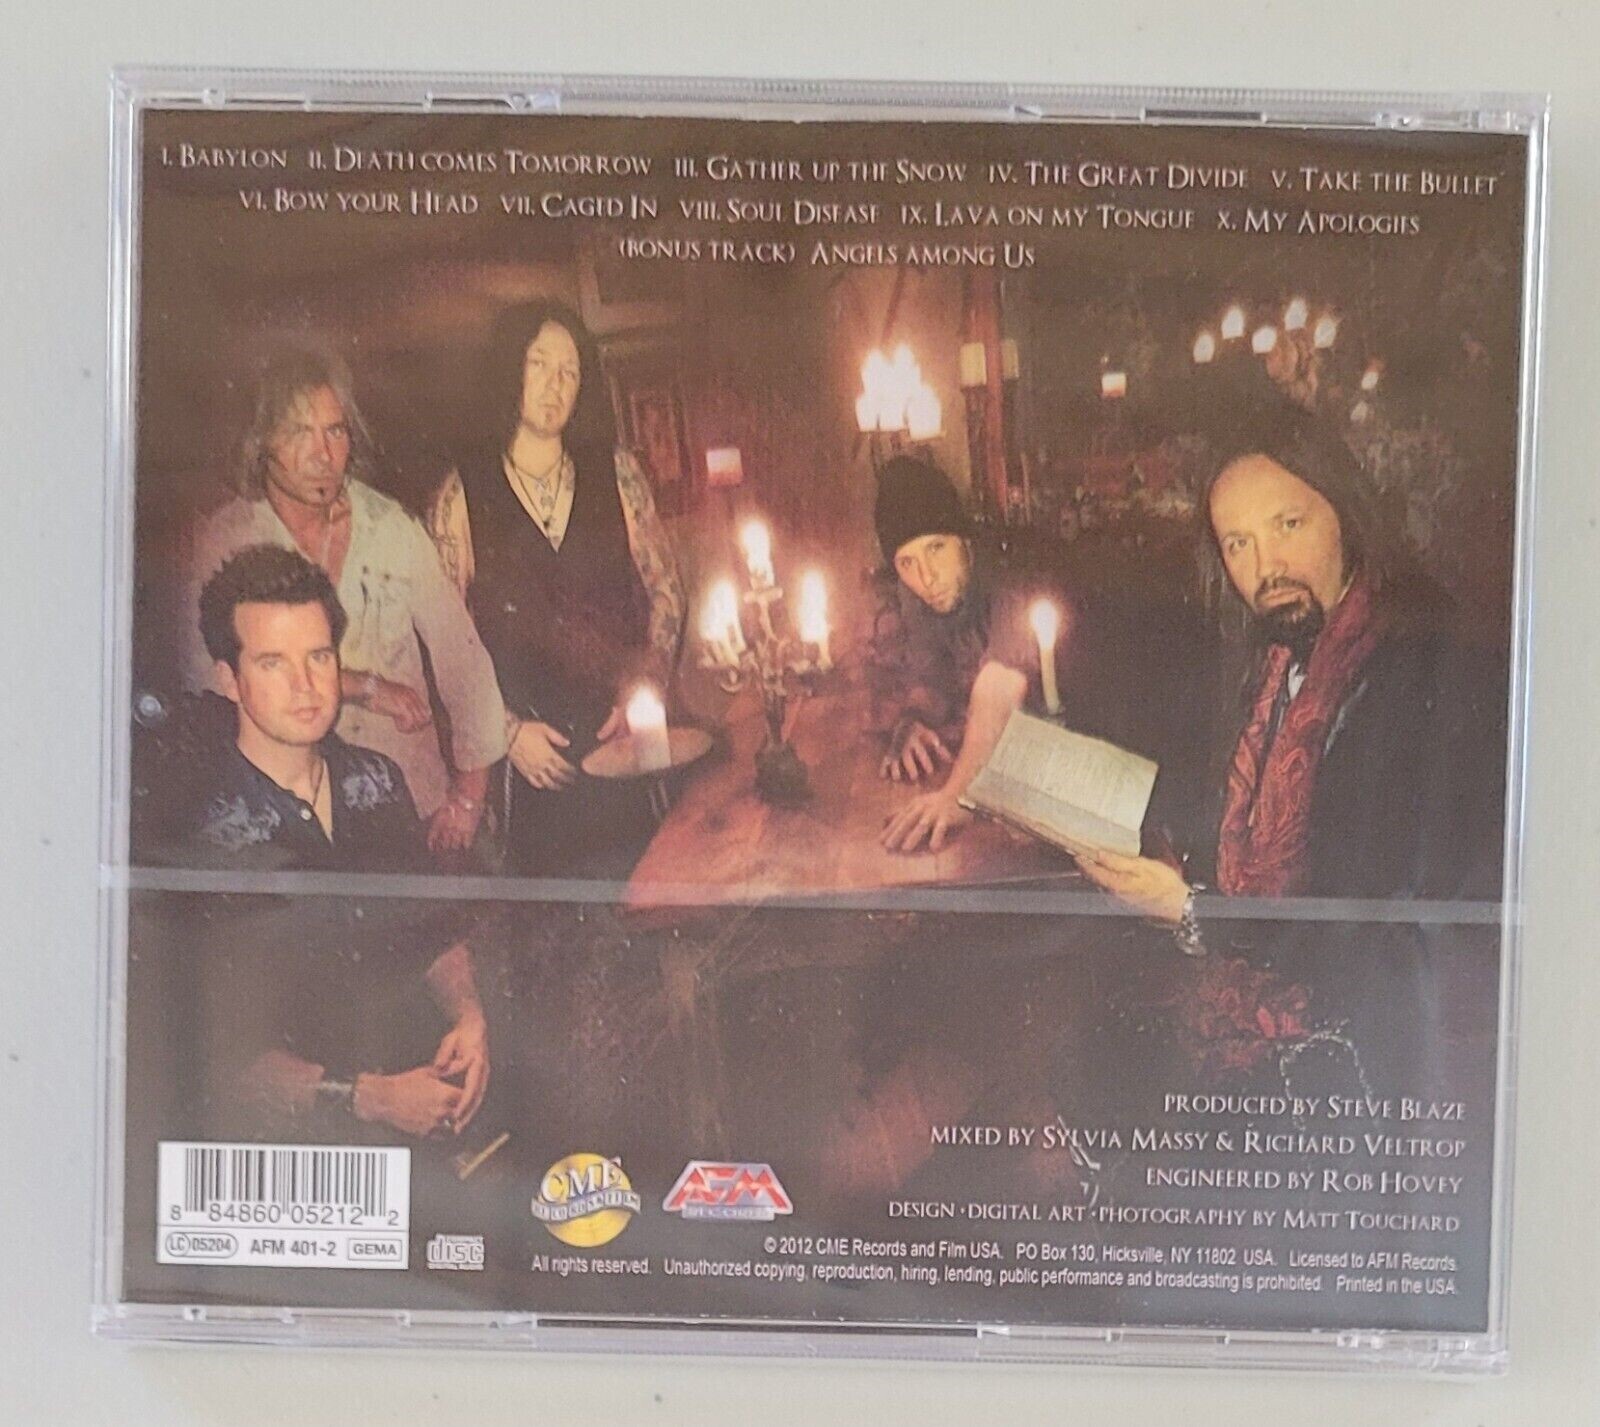 I. BABYLON II. DEATH COMES TOMORROW III. GATHER UP THE SNOW IV. THE GREAT DIVIDE V. TAKE THE BULLET
VI. BOW YOUR HEAD VII. CAGED IN VIII. SOUL DISEASE IX. LAVA ON MY TONGUE X. MY APOLOGIES
(BONUS TRACK) ANGELS AMONG US
PRODUCED BY STEVE BLAZE
MIXED BY SYLVIA MASSY & RICHARD VELTROP
ENGINEERED BY ROB HOVEY
DESIGN • DIGITAL ART • PHOTOGRAPHY BY MATT TOUCHARD
8 84860 05212 2
LC 05204 AFM 401-2 GEMA
disc
CME
AFM
RECORDS
© 2012 CME Records and Film USA. PO Box 130, Hicksville, NY 11802 USA. Licensed to AFM Records.
All rights reserved. Unauthorized copying, reproduction, hiring, lending, public performance and broadcasting is prohibited. Printed in the USA.